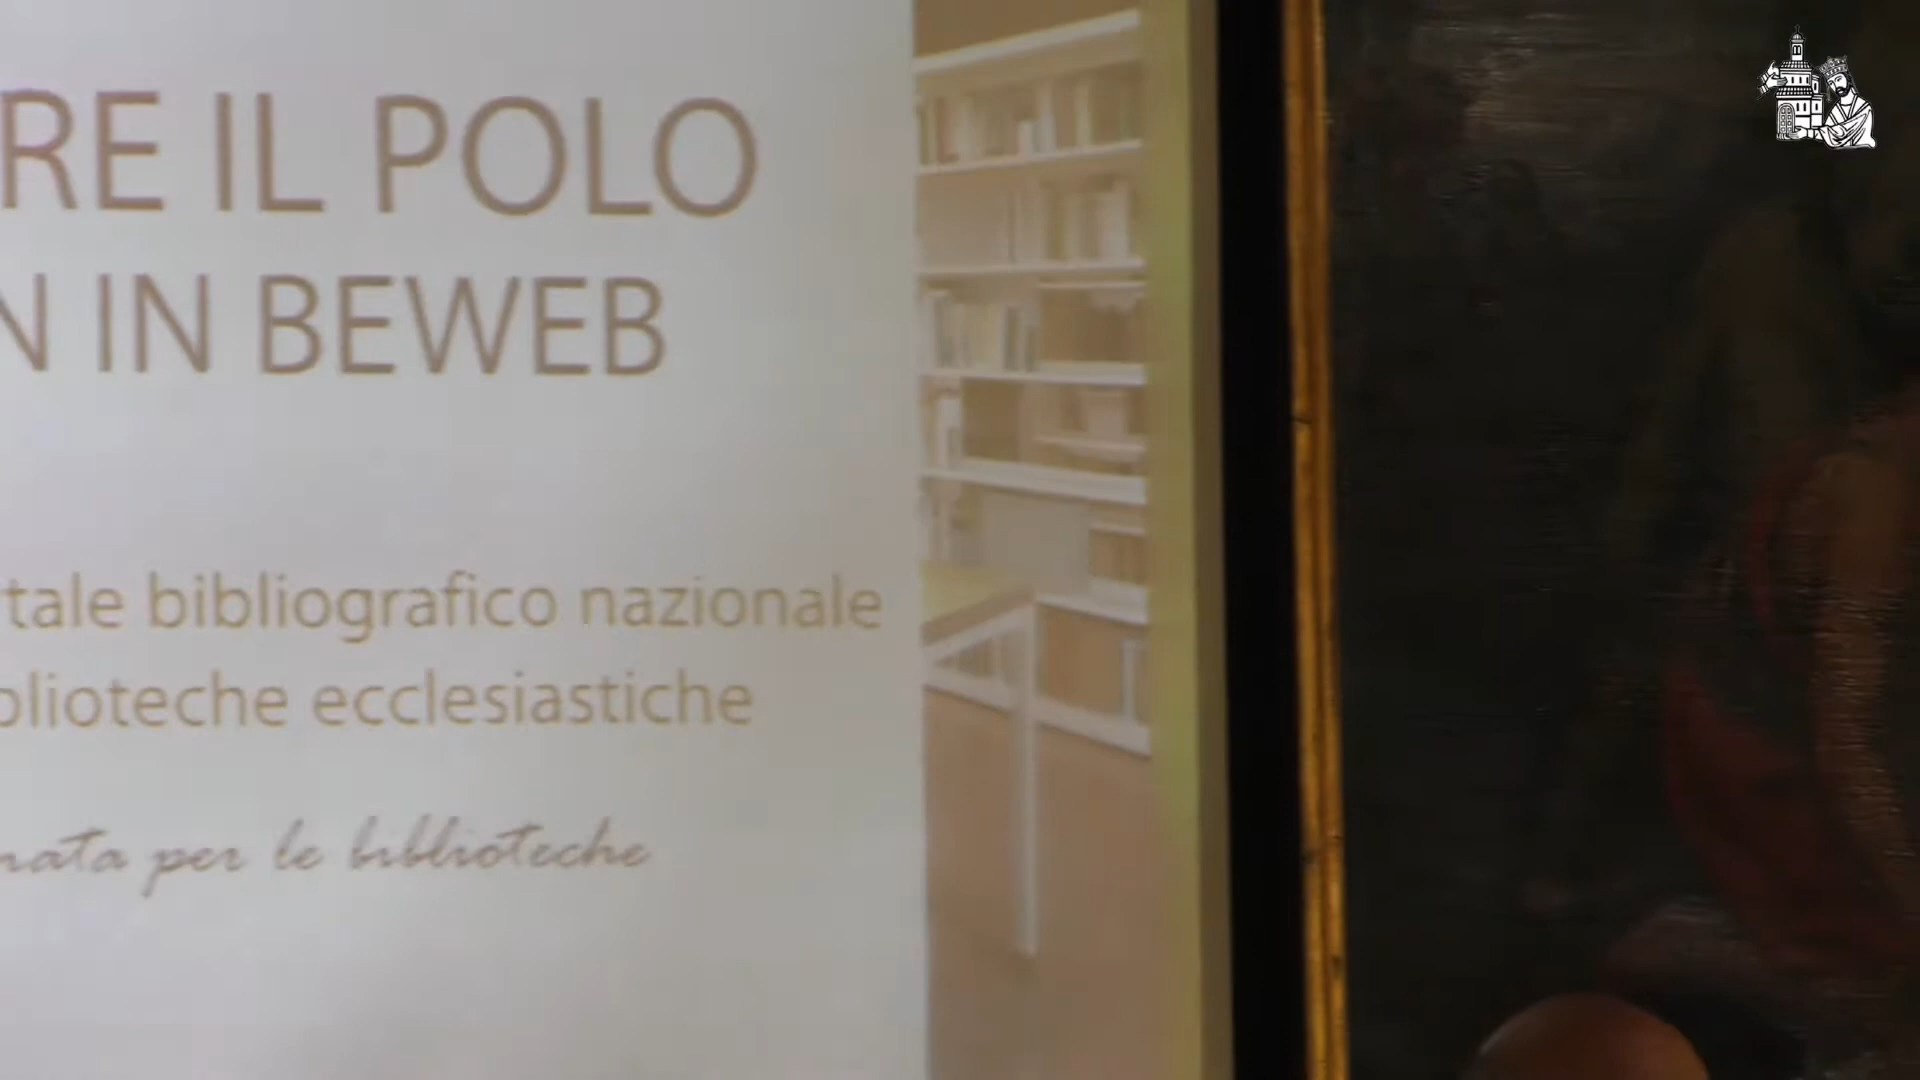 RE IL POLO
N IN BEWEB
tale bibliografico nazionale
blioteche ecclesiastiche
nata per le biblioteche